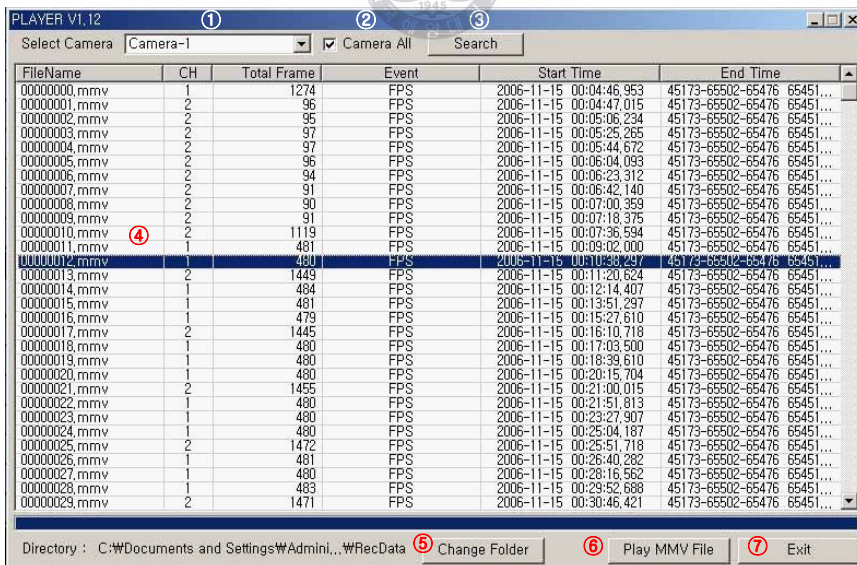 1945
PLAYER V1,12 ① ② ③
Select Camera Camera-1 Camera All Search
FileName CH Total Frame Event Start Time End Time
00000000,mmv 1 1274 FPS 2006-11-15 00:04:46,953 45173-65502-65476 65451,,,
00000001,mmv 2 96 FPS 2006-11-15 00:04:47,015 45173-65502-65476 65451,,,
00000002,mmv 2 95 FPS 2006-11-15 00:05:06,234 45173-65502-65476 65451,,,
00000003,mmv 2 97 FPS 2006-11-15 00:05:25,265 45173-65502-65476 65451,,,
00000004,mmv 2 97 FPS 2006-11-15 00:05:44,672 45173-65502-65476 65451,,,
00000005,mmv 2 96 FPS 2006-11-15 00:06:04,093 45173-65502-65476 65451,,,
00000006,mmv 2 94 FPS 2006-11-15 00:06:23,312 45173-65502-65476 65451,,,
00000007,mmv 2 91 FPS 2006-11-15 00:06:42,140 45173-65502-65476 65451,,,
00000008,mmv 2 90 FPS 2006-11-15 00:07:00,359 45173-65502-65476 65451,,,
00000009,mmv 2 91 FPS 2006-11-15 00:07:18,375 45173-65502-65476 65451,,,
00000010,mmv ④ 2 1119 FPS 2006-11-15 00:07:36,594 45173-65502-65476 65451,,,
00000011,mmv 1 481 FPS 2006-11-15 00:09:02,000 45173-65502-65476 65451,,,
00000012,mmv 1 480 FPS 2006-11-15 00:10:38,297 45173-65502-65476 65451,,,
00000013,mmv 2 1449 FPS 2006-11-15 00:11:20,624 45173-65502-65476 65451,,,
00000014,mmv 1 484 FPS 2006-11-15 00:12:14,407 45173-65502-65476 65451,,,
00000015,mmv 1 481 FPS 2006-11-15 00:13:51,297 45173-65502-65476 65451,,,
00000016,mmv 1 479 FPS 2006-11-15 00:15:27,610 45173-65502-65476 65451,,,
00000017,mmv 2 1445 FPS 2006-11-15 00:16:10,718 45173-65502-65476 65451,,,
00000018,mmv 1 480 FPS 2006-11-15 00:17:03,500 45173-65502-65476 65451,,,
00000019,mmv 1 480 FPS 2006-11-15 00:18:39,610 45173-65502-65476 65451,,,
00000020,mmv 1 480 FPS 2006-11-15 00:20:15,704 45173-65502-65476 65451,,,
00000021,mmv 2 1455 FPS 2006-11-15 00:21:00,015 45173-65502-65476 65451,,,
00000022,mmv 1 480 FPS 2006-11-15 00:21:51,813 45173-65502-65476 65451,,,
00000023,mmv 1 480 FPS 2006-11-15 00:23:27,907 45173-65502-65476 65451,,,
00000024,mmv 1 480 FPS 2006-11-15 00:25:04,187 45173-65502-65476 65451,,,
00000025,mmv 2 1472 FPS 2006-11-15 00:25:51,718 45173-65502-65476 65451,,,
00000026,mmv 1 481 FPS 2006-11-15 00:26:40,282 45173-65502-65476 65451,,,
00000027,mmv 1 480 FPS 2006-11-15 00:28:16,562 45173-65502-65476 65451,,,
00000028,mmv 1 483 FPS 2006-11-15 00:29:52,688 45173-65502-65476 65451,,,
00000029,mmv 2 1471 FPS 2006-11-15 00:30:46,421 45173-65502-65476 65451,,,
Directory : C:₩Documents and Settings₩Admini,,,₩RecData ⑤ Change Folder ⑥ Play MMV File ⑦ Exit